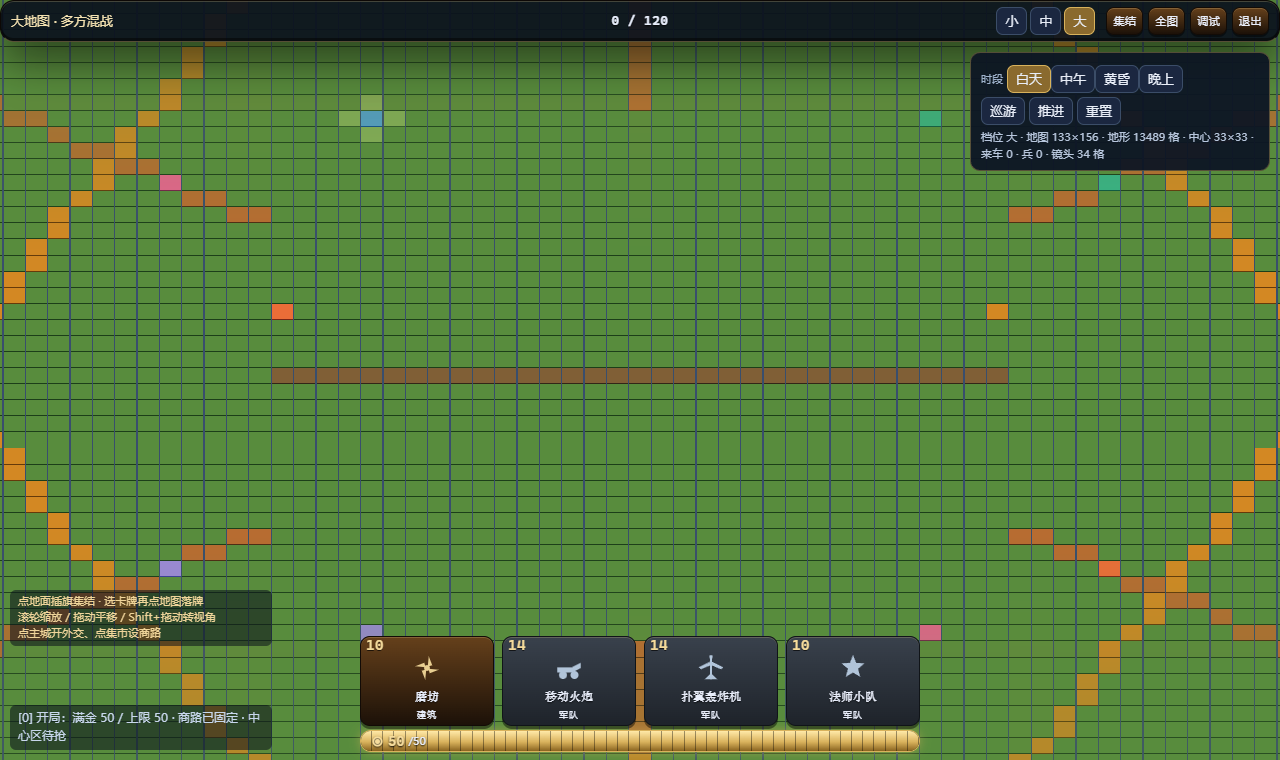 大地图 · 多方混战
0 / 120
小 中 大 集结 全图 调试 退出
时段 白天 中午 黄昏 晚上
巡游 推进 重置
档位 大 · 地图 133×156 · 地形 13489 格 · 中心 33×33 ·
来车 0 · 兵 0 · 镜头 34 格
点地面插旗集结 · 选卡牌再点地图落牌
滚轮缩放 / 拖动平移 / Shift+拖动转视角
点主城开外交、点集市设商路
[0] 开局：满金 50 / 上限 50 · 商路已固定 · 中
心区待抢
10
磨坊
建筑
14
移动火炮
军队
14
扑翼轰炸机
军队
10
法师小队
军队
50 /50